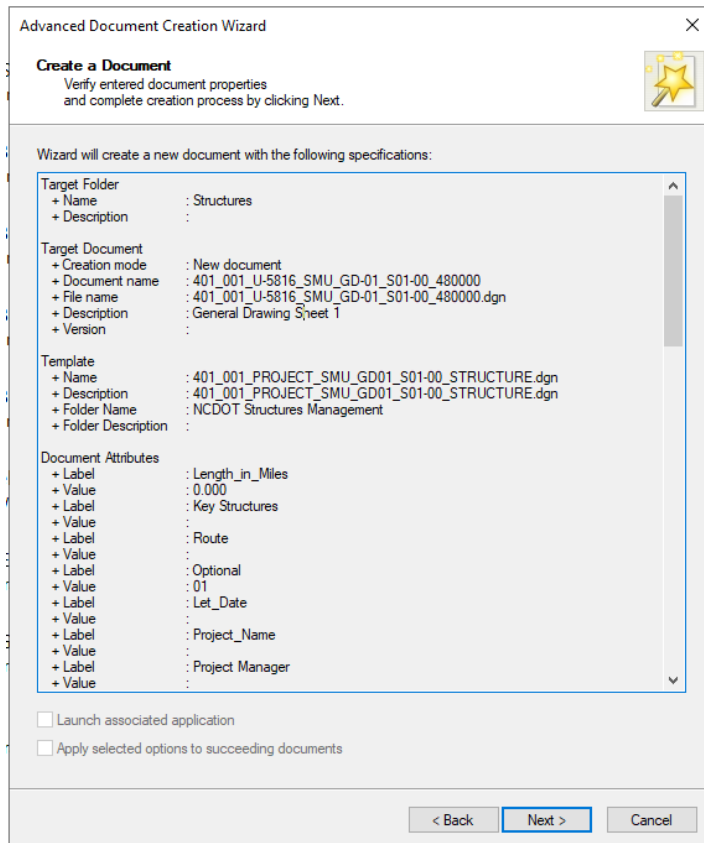 Advanced Document Creation Wizard
Create a Document
Verify entered document properties
and complete creation process by clicking Next.
Wizard will create a new document with the following specifications:
Target Folder
+ Name : Structures
+ Description :
Target Document
+ Creation mode : New document
+ Document name : 401_001_U-5816_SMU_GD-01_S01-00_480000
+ File name : 401_001_U-5816_SMU_GD-01_S01-00_480000.dgn
+ Description : General Drawing Sheet 1
+ Version :
Template
+ Name : 401_001_PROJECT_SMU_GD01_S01-00_STRUCTURE.dgn
+ Description : 401_001_PROJECT_SMU_GD01_S01-00_STRUCTURE.dgn
+ Folder Name : NCDOT Structures Management
+ Folder Description :
Document Attributes
+ Label : Length_in_Miles
+ Value : 0.000
+ Label : Key Structures
+ Value :
+ Label : Route
+ Value :
+ Label : Optional
+ Value : 01
+ Label : Let_Date
+ Value :
+ Label : Project_Name
+ Value :
+ Label : Project Manager
+ Value :
Launch associated application
Apply selected options to succeeding documents
< Back Next > Cancel